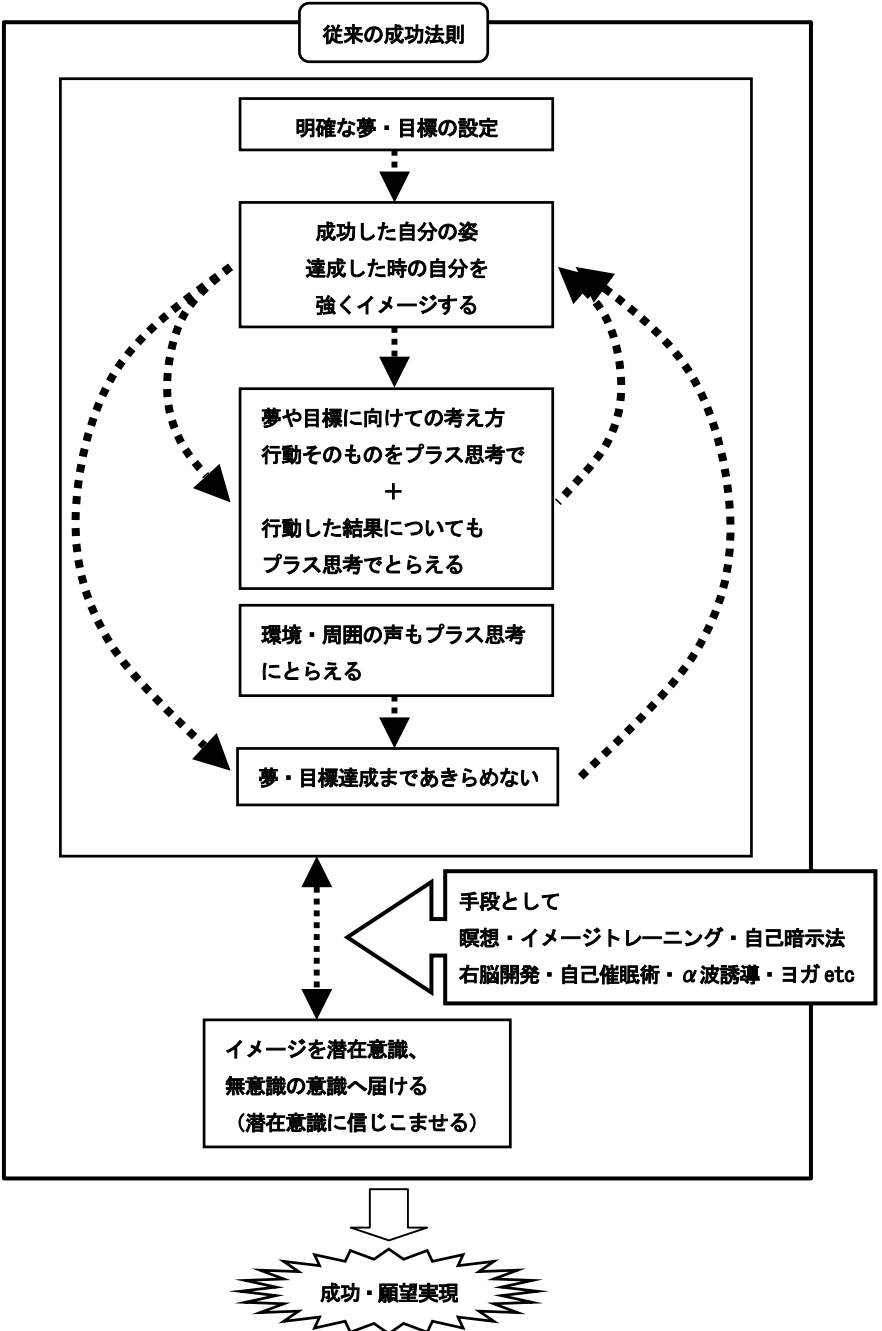 従来の成功法則
明確な夢・目標の設定
成功した自分の姿
達成した時の自分を
強くイメージする
夢や目標に向けての考え方
行動そのものをプラス思考で
＋
行動した結果についても
プラス思考でとらえる
環境・周囲の声もプラス思考
にとらえる
夢・目標達成まであきらめない
手段として
瞑想・イメージトレーニング・自己暗示法
右脳開発・自己催眠術・α波誘導・ヨガ etc
イメージを潜在意識、
無意識の意識へ届ける
（潜在意識に信じこませる）
成功・願望実現